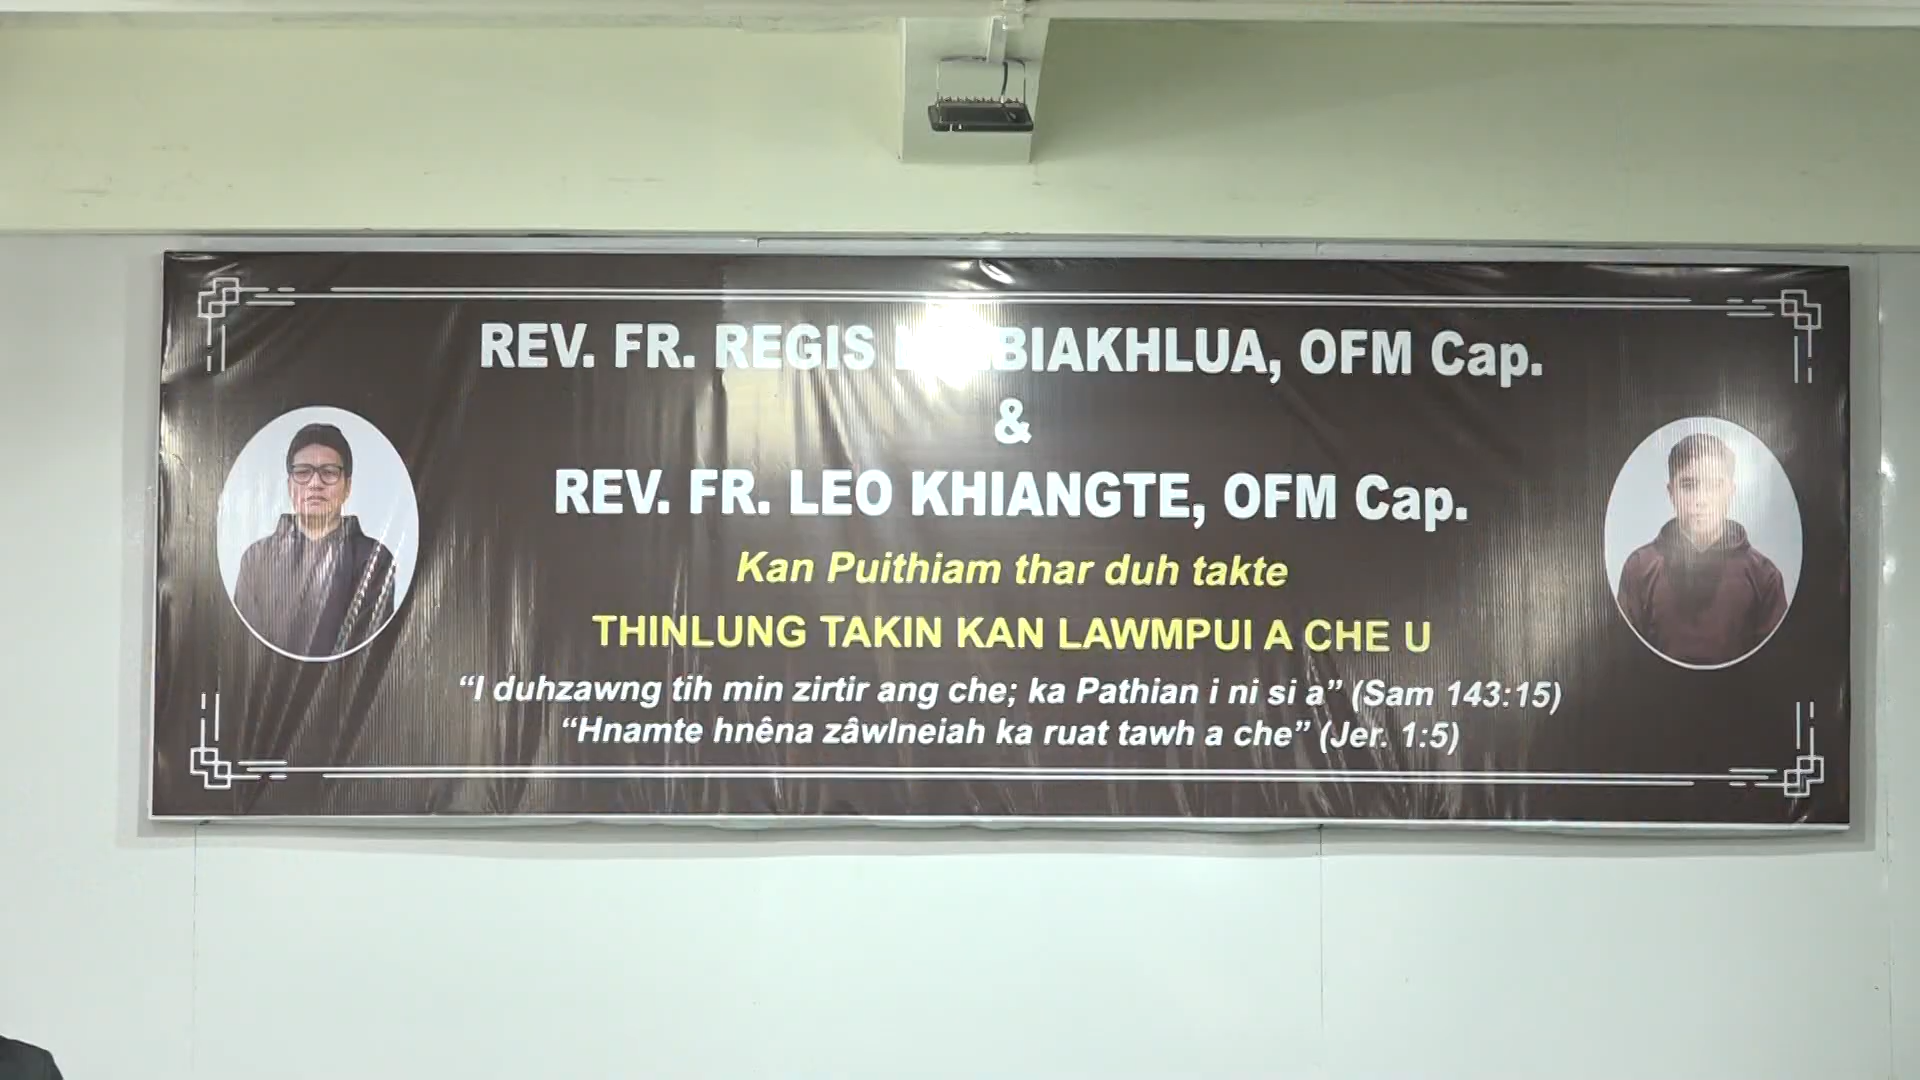 REV. FR. REGIS BIAKHLUA, OFM Cap.
&
REV. FR. LEO KHIANGTE, OFM Cap.
Kan Puithiam thar duh takte
THINLUNG TAKIN KAN LAWMPUI A CHE U
“I duhzawng tih min zirtir ang che; ka Pathian i ni si a” (Sam 143:15)
“Hnamte hnêna zâwlneiah ka ruat tawh a che” (Jer. 1:5)